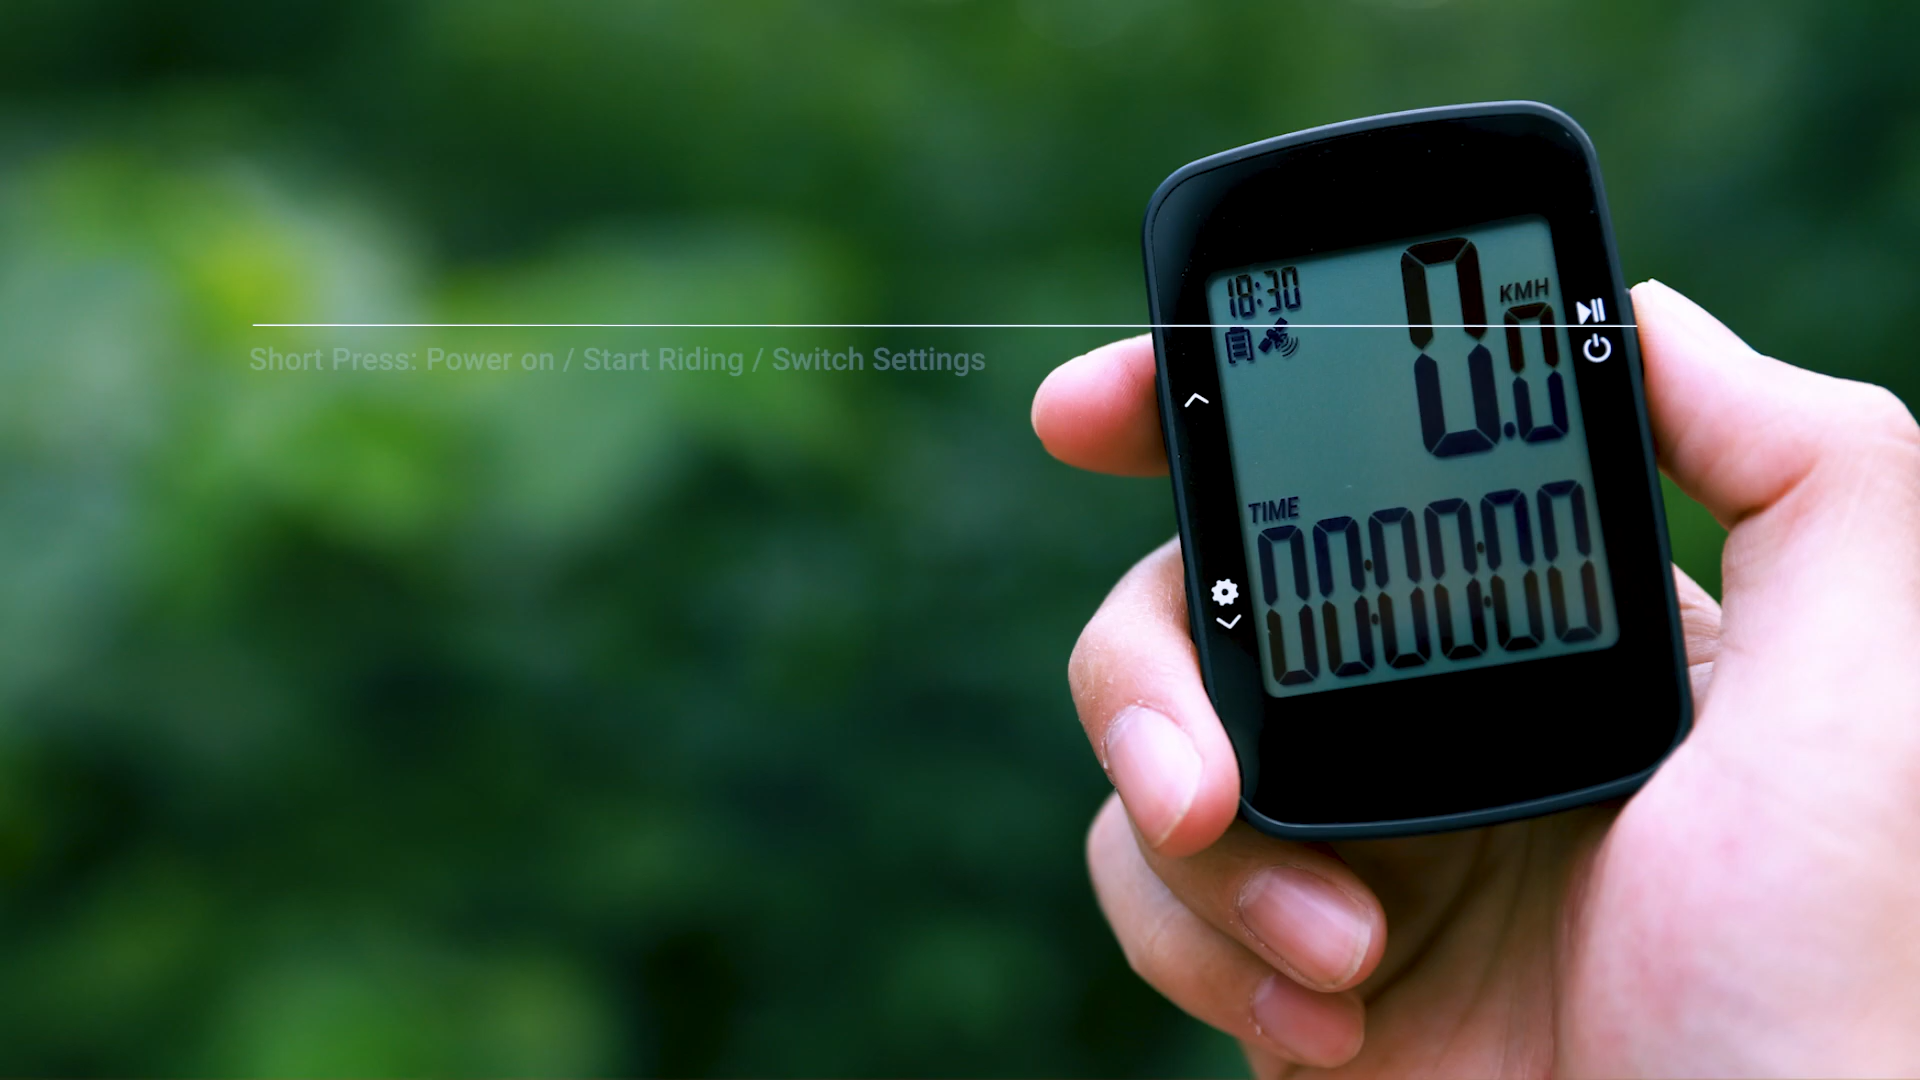 18:30
KMH
0.0
Short Press: Power on / Start Riding / Switch Settings
TIME
00:00:00